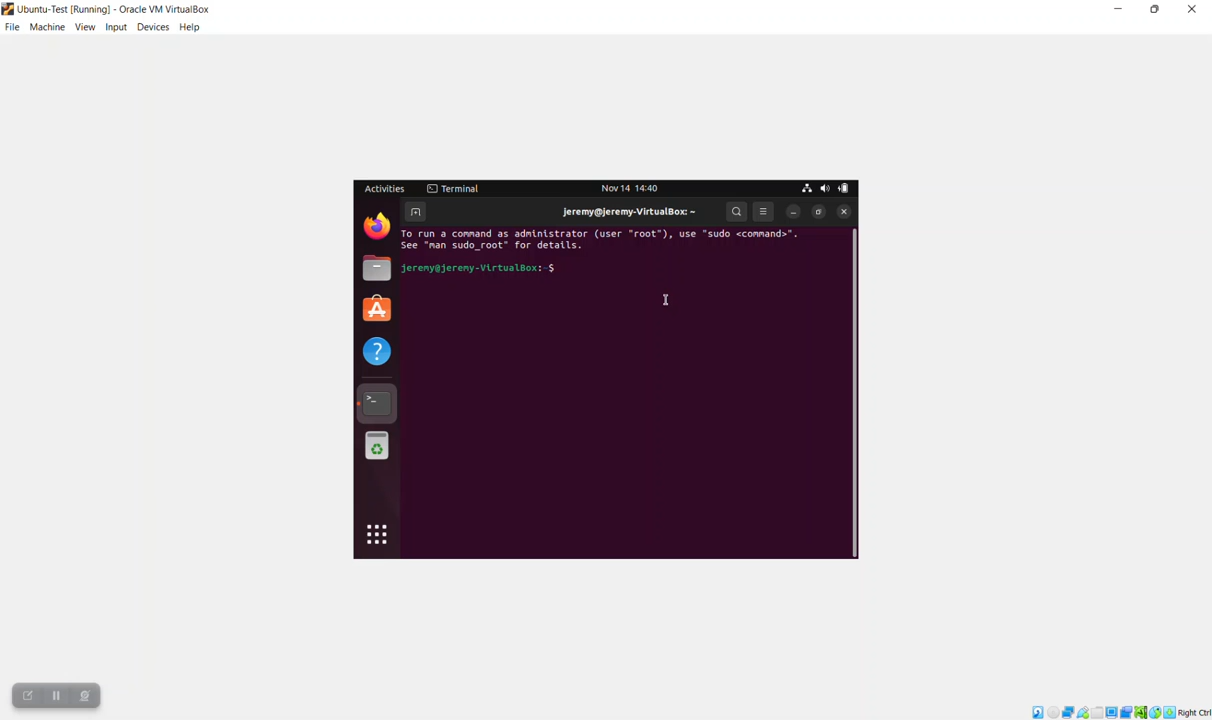 Ubuntu-Test [Running] - Oracle VM VirtualBox
File Machine View Input Devices Help
Activities Terminal Nov 14 14:40
jeremy@jeremy-VirtualBox: ~
To run a command as administrator (user "root"), use "sudo <command>".
See "man sudo_root" for details.
jeremy@jeremy-VirtualBox:~$
Right Ctrl